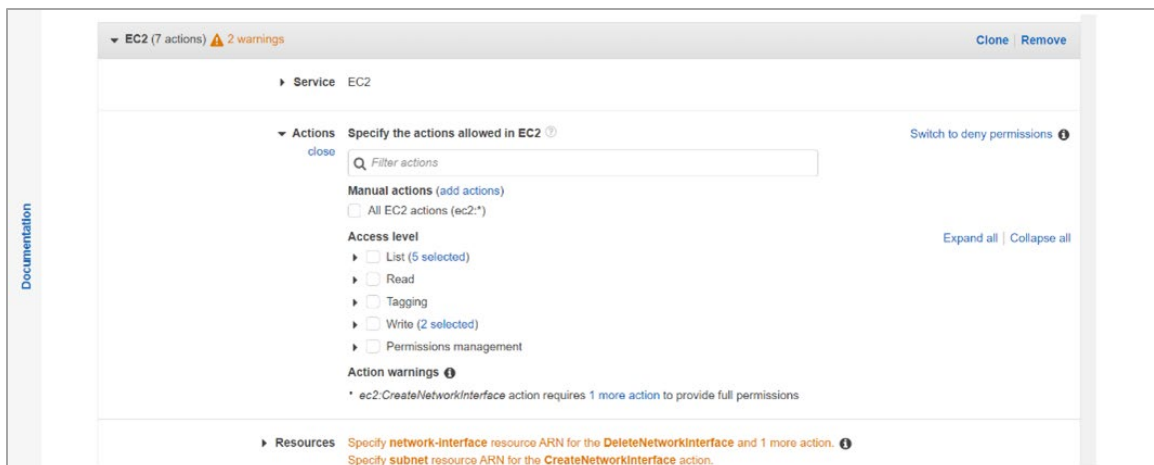 EC2 (7 actions) 2 warnings Clone | Remove
Service EC2
Actions Specify the actions allowed in EC2 Switch to deny permissions
close
Filter actions
Manual actions (add actions)
All EC2 actions (ec2:*)
Access level Expand all | Collapse all
List (5 selected)
Read
Tagging
Write (2 selected)
Permissions management
Action warnings
• ec2:CreateNetworkInterface action requires 1 more action to provide full permissions
Resources Specify network-interface resource ARN for the DeleteNetworkInterface and 1 more action.
Specify subnet resource ARN for the CreateNetworkInterface action.
Documentation